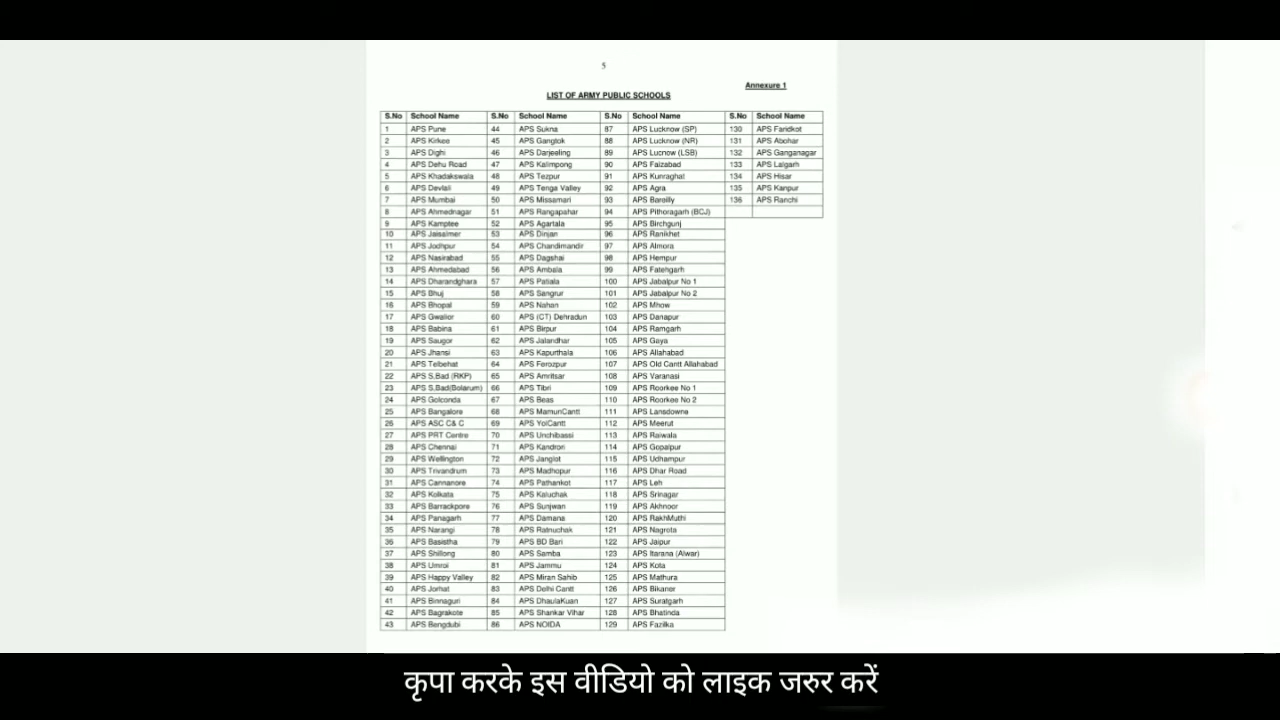 5
Annexure 1
LIST OF ARMY PUBLIC SCHOOLS
S.No School Name S.No School Name S.No School Name S.No School Name
1 APS Pune 44 APS Sukna 87 APS Lucknow (SP) 130 APS Faridkot
2 APS Kirkee 45 APS Gangtok 88 APS Lucknow (NR) 131 APS Abohar
3 APS Dighi 46 APS Darjeeling 89 APS Lucnow (LSB) 132 APS Ganganagar
4 APS Dehu Road 47 APS Kalimpong 90 APS Faizabad 133 APS Lalgarh
5 APS Khadakswala 48 APS Tezpur 91 APS Kunraghat 134 APS Hisar
6 APS Devlali 49 APS Tenga Valley 92 APS Agra 135 APS Kanpur
7 APS Mumbai 50 APS Missamari 93 APS Bareilly 136 APS Ranchi
8 APS Ahmednagar 51 APS Rangapahar 94 APS Pithoragarh (BCJ)
9 APS Kamptee 52 APS Agartala 95 APS Birchgunj
10 APS Jaisalmer 53 APS Dinjan 96 APS Ranikhet
11 APS Jodhpur 54 APS Chandimandir 97 APS Almora
12 APS Nasirabad 55 APS Dagshai 98 APS Hempur
13 APS Ahmedabad 56 APS Ambala 99 APS Fatehgarh
14 APS Dharandghara 57 APS Patiala 100 APS Jabalpur No 1
15 APS Bhuj 58 APS Sangrur 101 APS Jabalpur No 2
16 APS Bhopal 59 APS Nahan 102 APS Mhow
17 APS Gwalior 60 APS (CT) Dehradun 103 APS Danapur
18 APS Babina 61 APS Birpur 104 APS Ramgarh
19 APS Saugor 62 APS Jalandhar 105 APS Gaya
20 APS Jhansi 63 APS Kapurthala 106 APS Allahabad
21 APS Telbehat 64 APS Ferozpur 107 APS Old Cantt Allahabad
22 APS S,Bad (RKP) 65 APS Amritsar 108 APS Varanasi
23 APS S,Bad(Bolarum) 66 APS Tibri 109 APS Roorkee No 1
24 APS Golconda 67 APS Beas 110 APS Roorkee No 2
25 APS Bangalore 68 APS MamunCantt 111 APS Lansdowne
26 APS ASC C& C 69 APS YolCantt 112 APS Meerut
27 APS PRT Centre 70 APS Unchibassi 113 APS Raiwala
28 APS Chennai 71 APS Kandrori 114 APS Gopalpur
29 APS Wellington 72 APS Janglot 115 APS Udhampur
30 APS Trivandrum 73 APS Madhopur 116 APS Dhar Road
31 APS Cannanore 74 APS Pathankot 117 APS Leh
32 APS Kolkata 75 APS Kaluchak 118 APS Srinagar
33 APS Barrackpore 76 APS Sunjwan 119 APS Akhnoor
34 APS Panagarh 77 APS Damana 120 APS RakhMuthi
35 APS Narangi 78 APS Ratnuchak 121 APS Nagrota
36 APS Basistha 79 APS BD Bari 122 APS Jaipur
37 APS Shillong 80 APS Samba 123 APS Itarana (Alwar)
38 APS Umroi 81 APS Jammu 124 APS Kota
39 APS Happy Valley 82 APS Miran Sahib 125 APS Mathura
40 APS Jorhat 83 APS Delhi Cantt 126 APS Bikaner
41 APS Binnaguri 84 APS DhaulaKuan 127 APS Suratgarh
42 APS Bagrakote 85 APS Shankar Vihar 128 APS Bhatinda
43 APS Bengdubi 86 APS NOIDA 129 APS Fazilka
कृपा करके इस वीडियो को लाइक जरुर करें